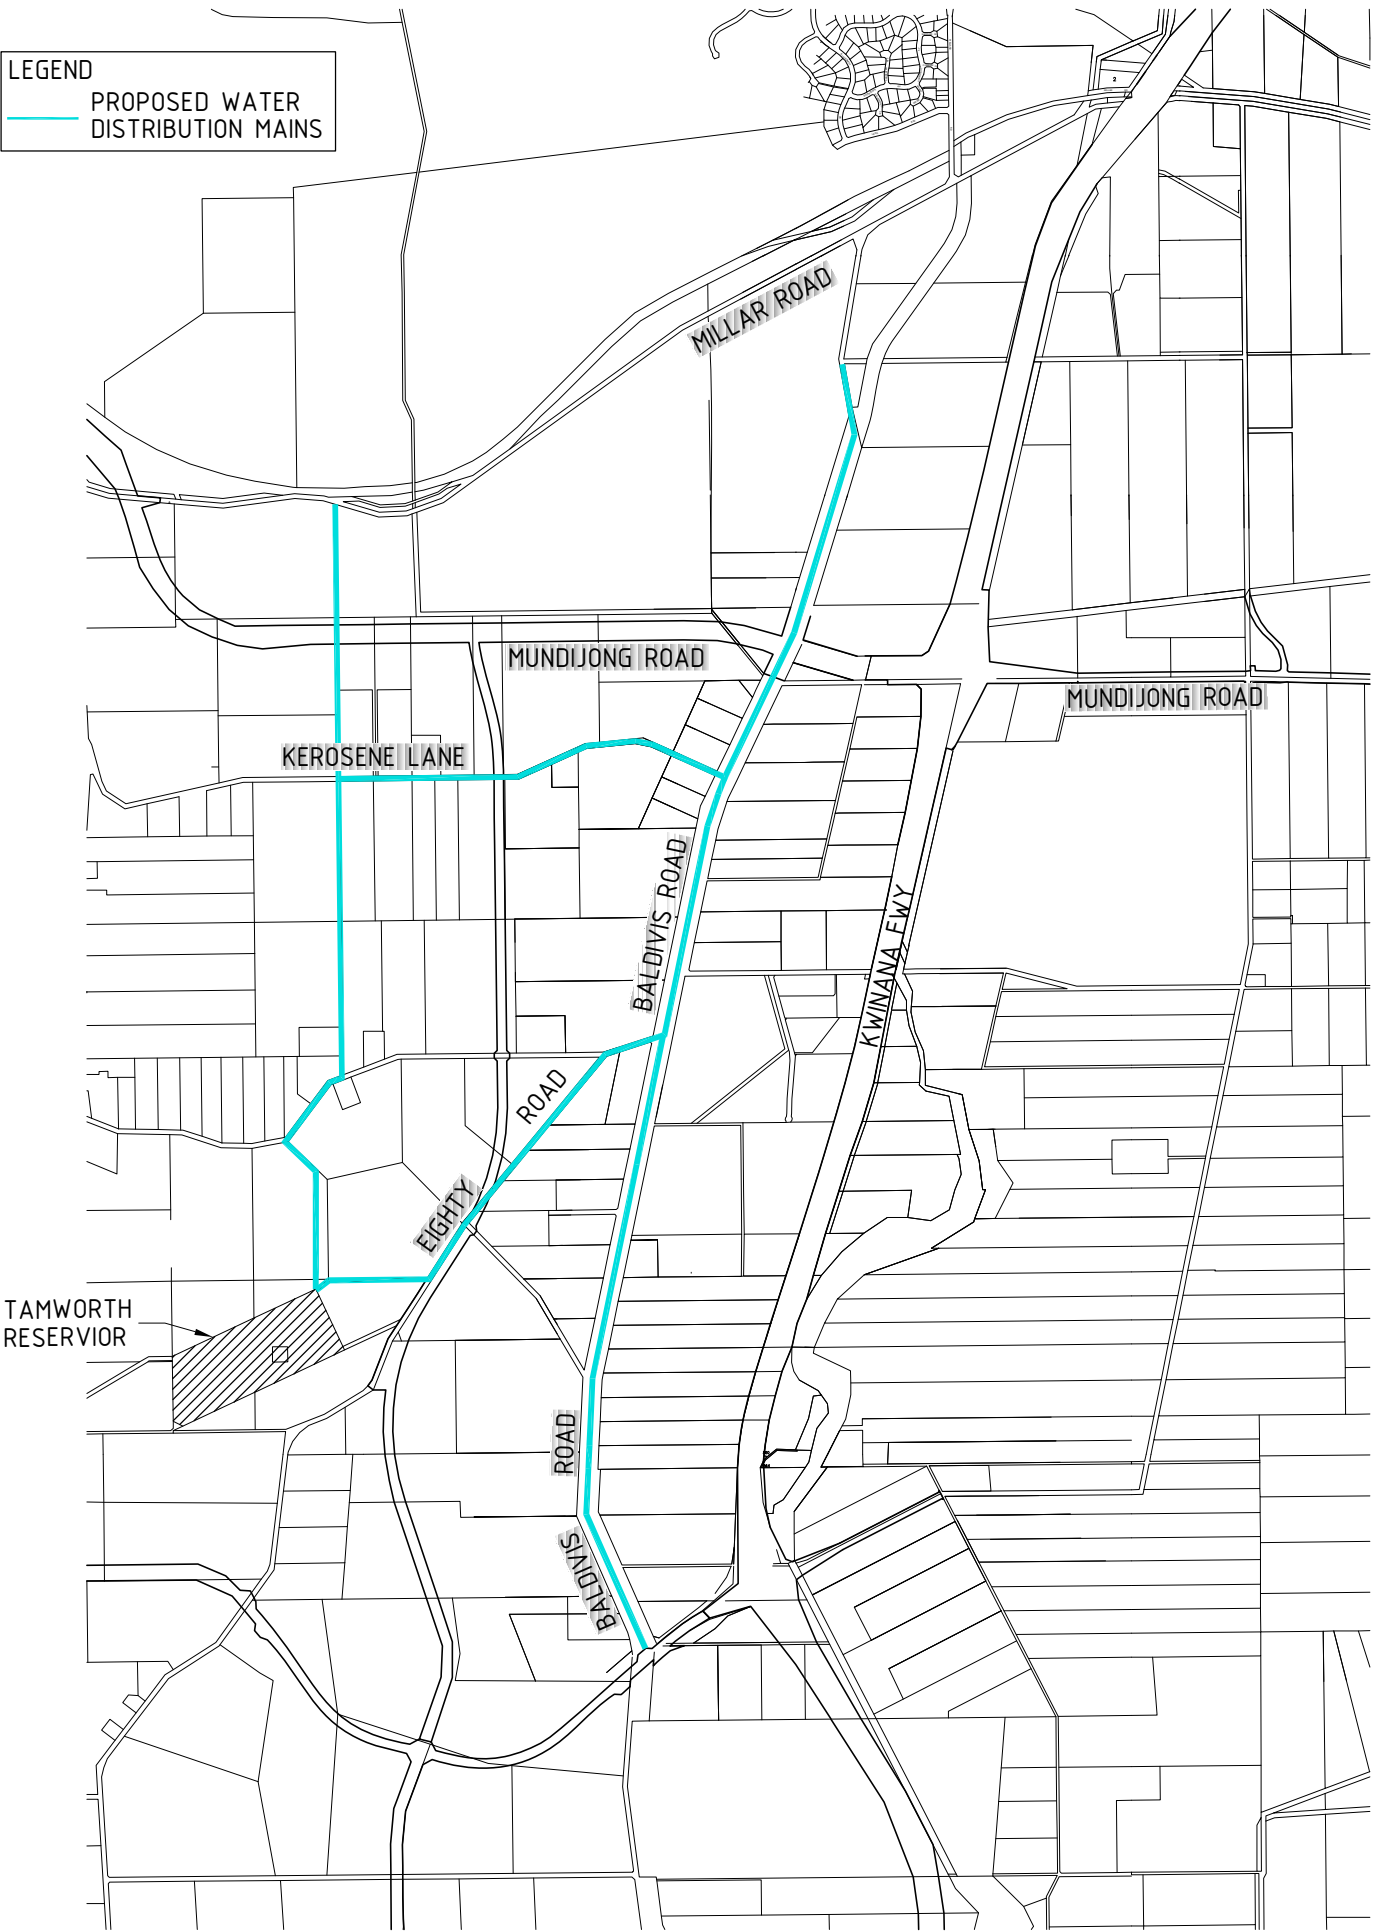 LEGEND
PROPOSED WATER
DISTRIBUTION MAINS
2
MILLAR ROAD
MUNDIJONG ROAD
MUNDIJONG ROAD
KEROSENE LANE
BALDIVIS ROAD
KWINANA FWY
EIGHTY ROAD
TAMWORTH
RESERVIOR
BALDIVIS ROAD